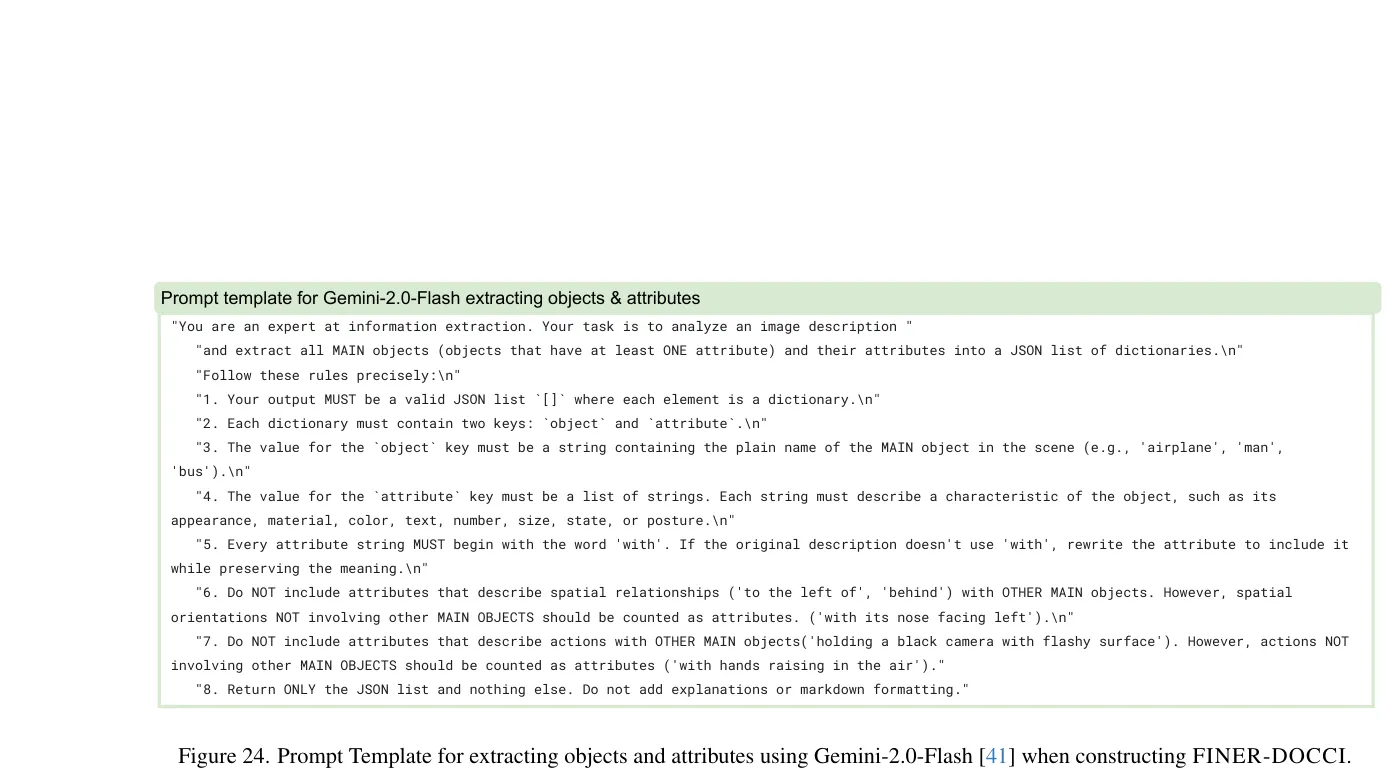 Prompt template for Gemini-2.0-Flash extracting objects & attributes
"You are an expert at information extraction. Your task is to analyze an image description "
"and extract all MAIN objects (objects that have at least ONE attribute) and their attributes into a JSON list of dictionaries.\n"
"Follow these rules precisely:\n"
"1. Your output MUST be a valid JSON list `[]` where each element is a dictionary.\n"
"2. Each dictionary must contain two keys: `object` and `attribute`.\n"
"3. The value for the `object` key must be a string containing the plain name of the MAIN object in the scene (e.g., 'airplane', 'man',
'bus').\n"
"4. The value for the `attribute` key must be a list of strings. Each string must describe a characteristic of the object, such as its
appearance, material, color, text, number, size, state, or posture.\n"
"5. Every attribute string MUST begin with the word 'with'. If the original description doesn't use 'with', rewrite the attribute to include it
while preserving the meaning.\n"
"6. Do NOT include attributes that describe spatial relationships ('to the left of', 'behind') with OTHER MAIN objects. However, spatial
orientations NOT involving other MAIN OBJECTS should be counted as attributes. ('with its nose facing left').\n"
"7. Do NOT include attributes that describe actions with OTHER MAIN objects('holding a black camera with flashy surface'). However, actions NOT
involving other MAIN OBJECTS should be counted as attributes ('with hands raising in the air')."
"8. Return ONLY the JSON list and nothing else. Do not add explanations or markdown formatting."
Figure 24. Prompt Template for extracting objects and attributes using Gemini-2.0-Flash [41] when constructing FINER-DOCCI.